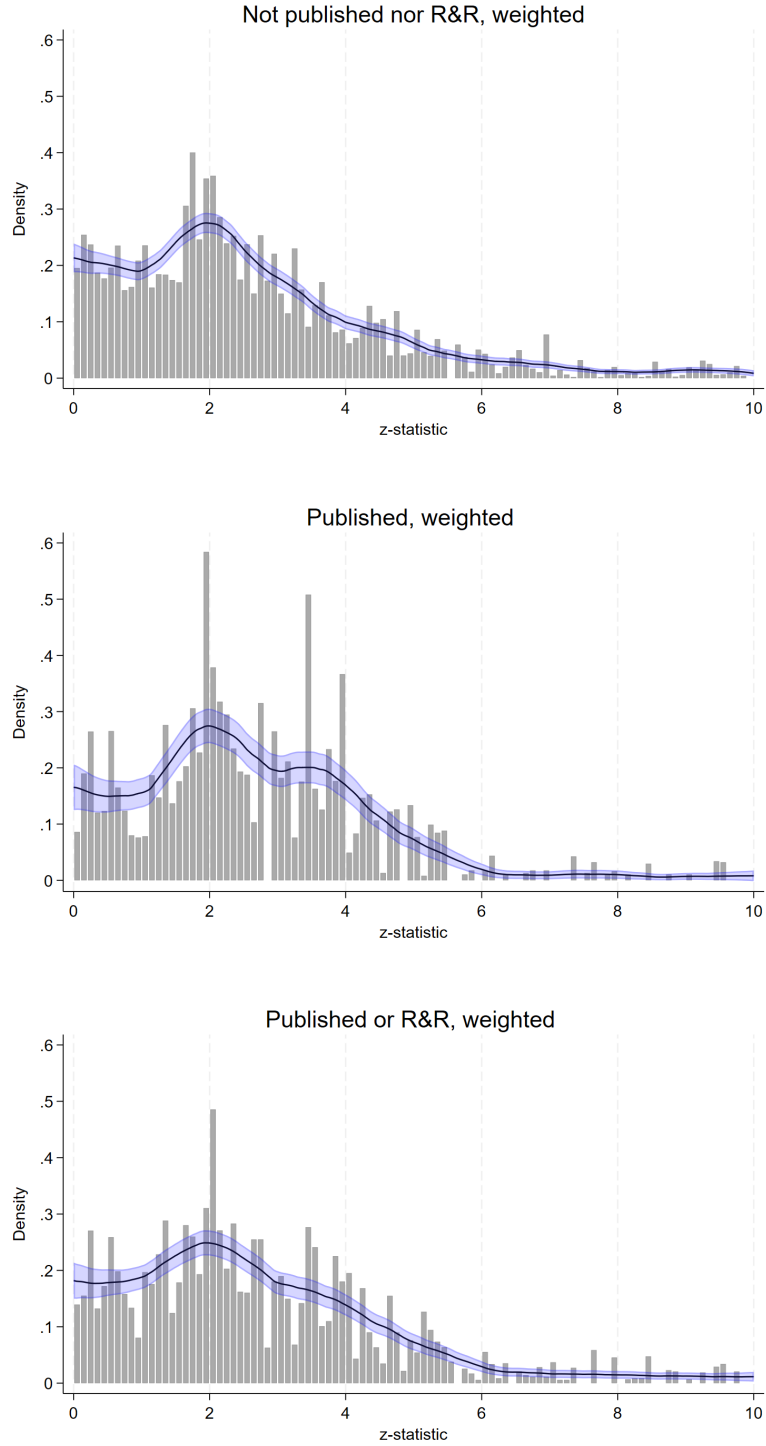 Not published nor R&R, weighted
.6
.5
.4
.3
.2
.1
0
Density
0 2 4 6 8 10
z-statistic
Published, weighted
.6
.5
.4
.3
.2
.1
0
Density
0 2 4 6 8 10
z-statistic
Published or R&R, weighted
.6
.5
.4
.3
.2
.1
0
Density
0 2 4 6 8 10
z-statistic